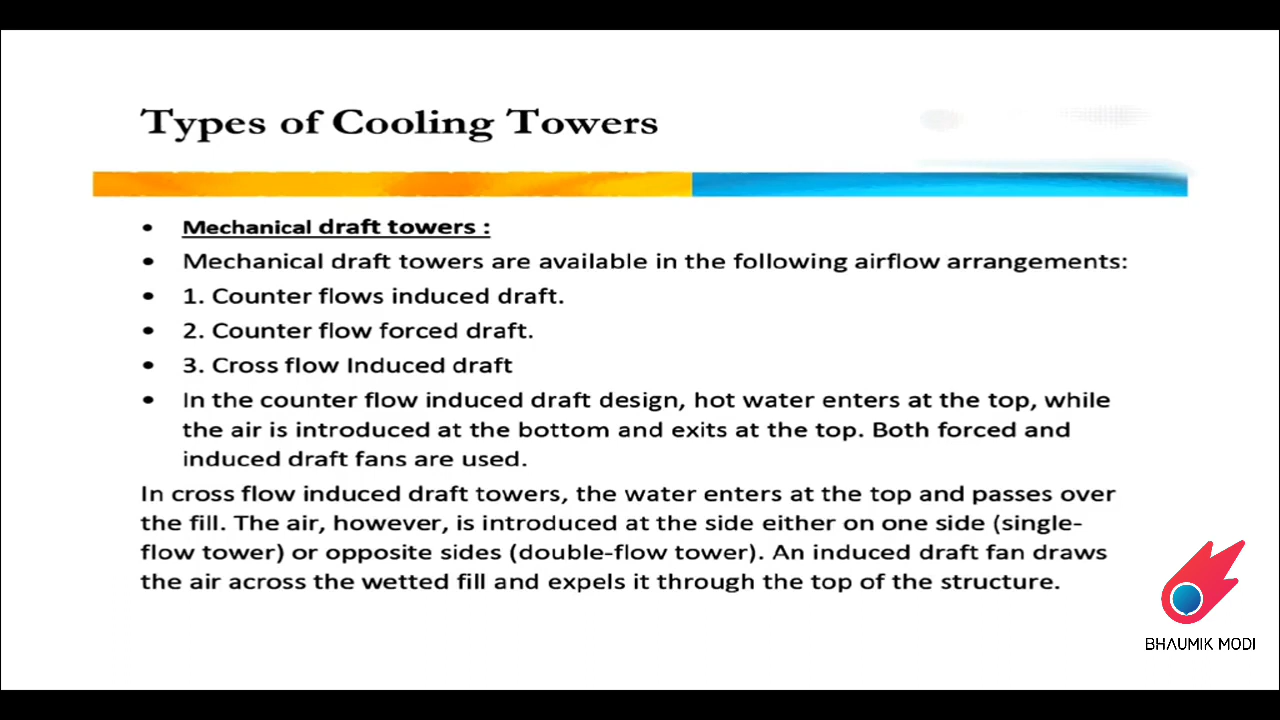 Types of Cooling Towers
• Mechanical draft towers :
• Mechanical draft towers are available in the following airflow arrangements:
• 1. Counter flows induced draft.
• 2. Counter flow forced draft.
• 3. Cross flow Induced draft
• In the counter flow induced draft design, hot water enters at the top, while
the air is introduced at the bottom and exits at the top. Both forced and
induced draft fans are used.
In cross flow induced draft towers, the water enters at the top and passes over
the fill. The air, however, is introduced at the side either on one side (single-
flow tower) or opposite sides (double-flow tower). An induced draft fan draws
the air across the wetted fill and expels it through the top of the structure.
BHAUMIK MODI